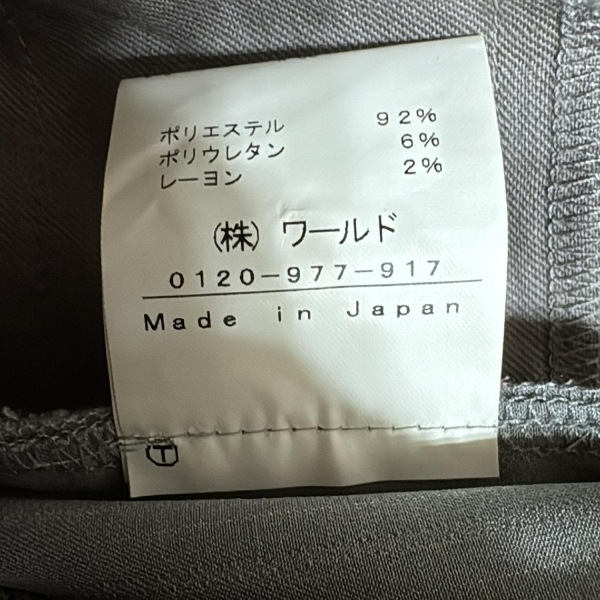 ポリエステル 92%
ポリウレタン 6%
レーヨン 2%
(株) ワールド
0120-977-917
Made in Japan
T